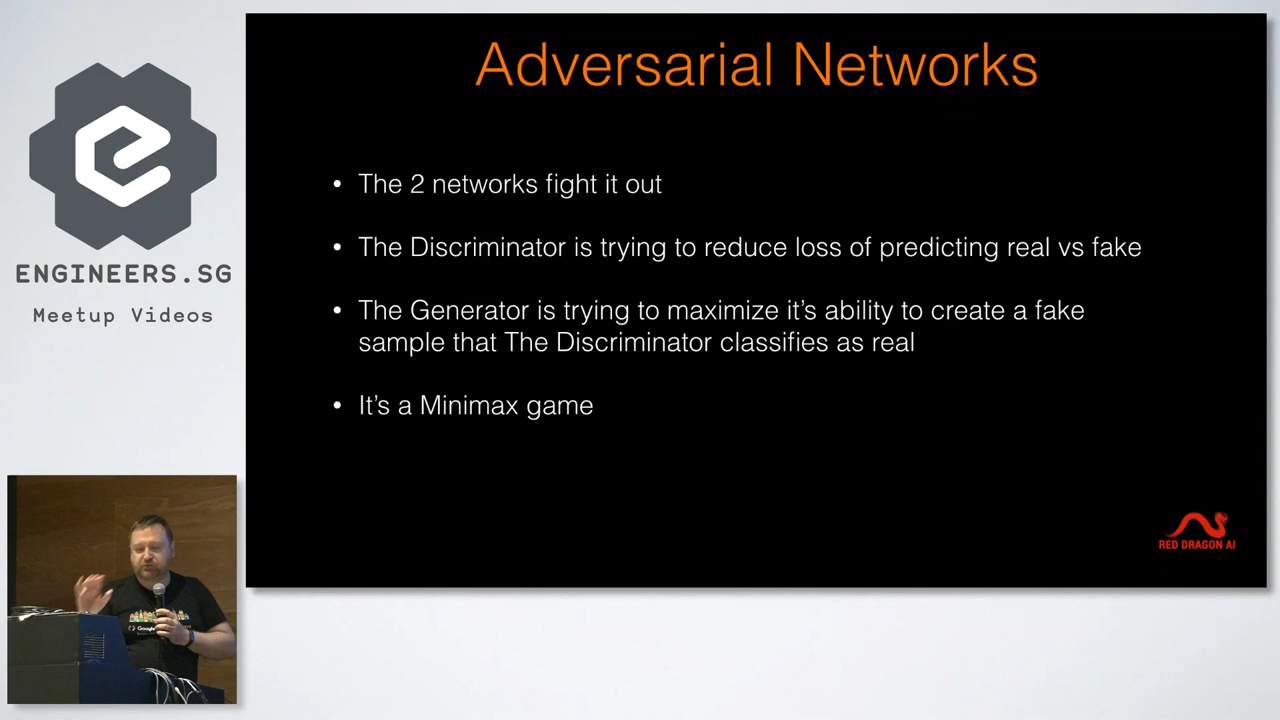 Adversarial Networks
• The 2 networks fight it out
• The Discriminator is trying to reduce loss of predicting real vs fake
• The Generator is trying to maximize it's ability to create a fake
sample that The Discriminator classifies as real
• It's a Minimax game
RED DRAGON AI
ENGINEERS.SG
Meetup Videos
Google